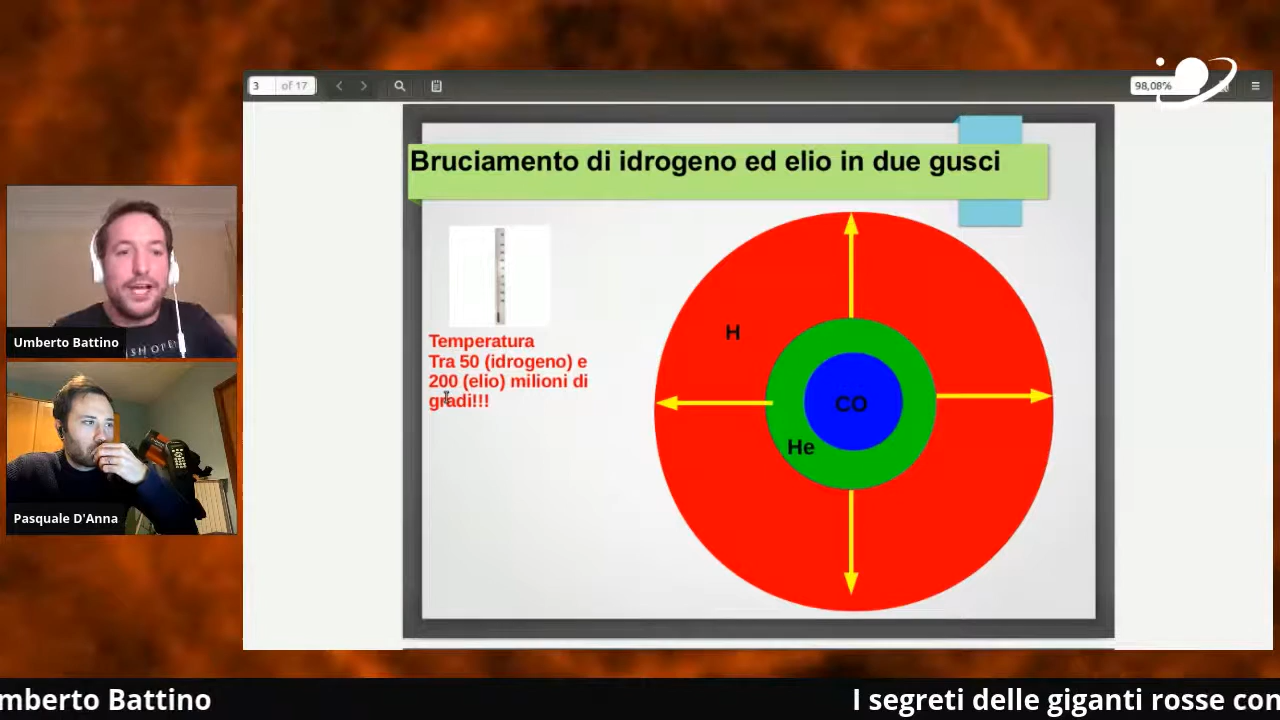 3 of 17
98,08%
Bruciamento di idrogeno ed elio in due gusci
Temperatura
Tra 50 (idrogeno) e
200 (elio) milioni di
gradi!!!
H
CO
He
Umberto Battino
Pasquale D'Anna
mberto Battino
I segreti delle giganti rosse con